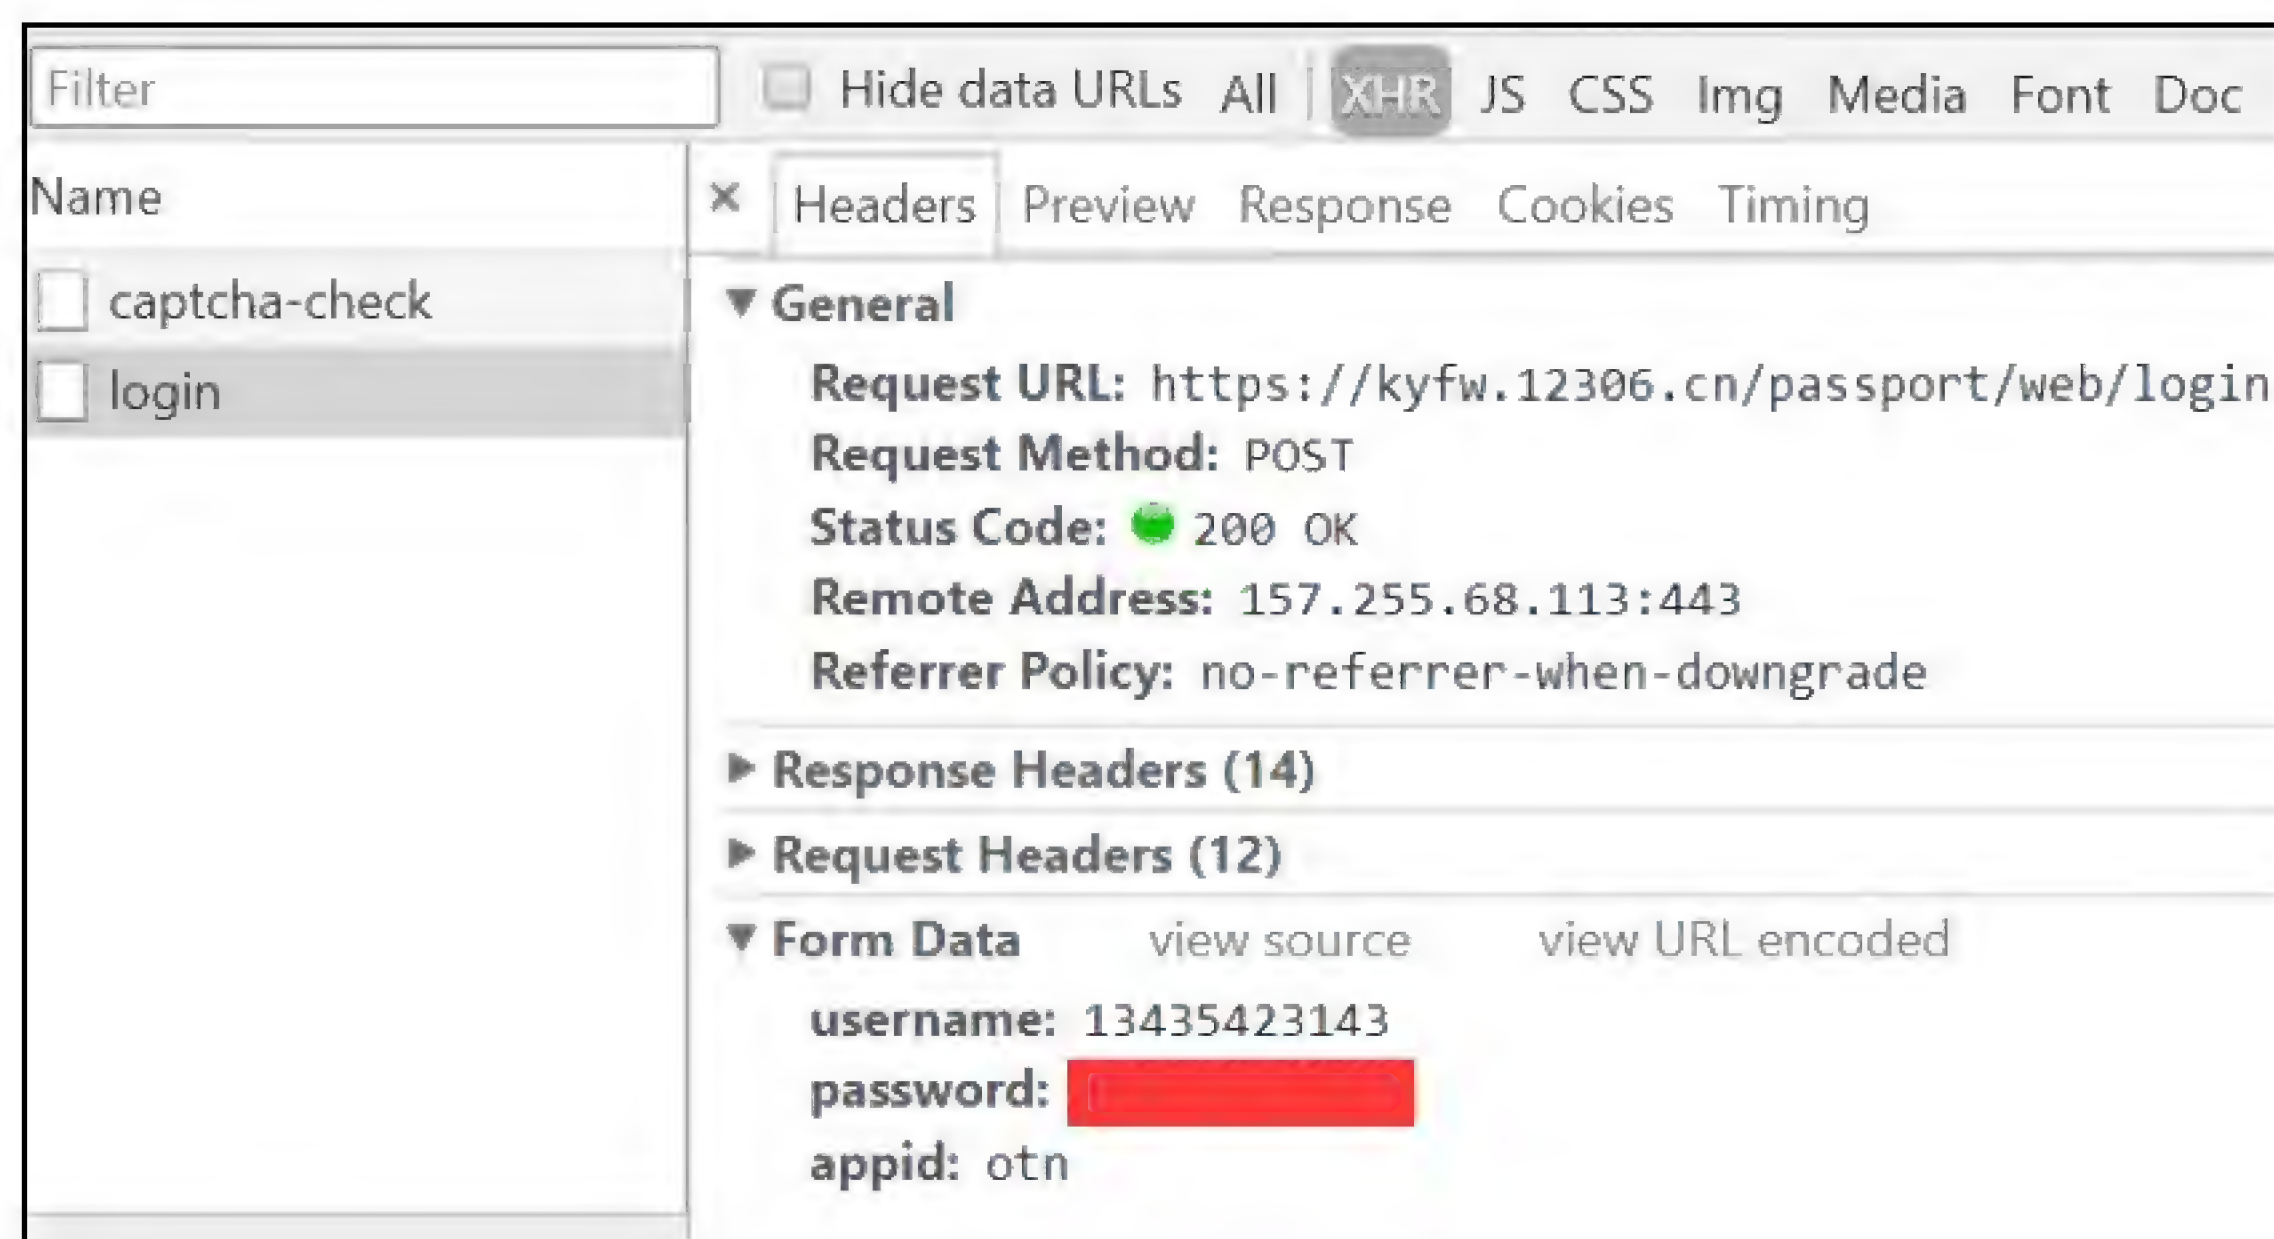 Filter Hide data URLs All XHR JS CSS Img Media Font Doc
Name
× Headers Preview Response Cookies Timing
captcha-check
login
▼ General
Request URL: https://kyfw.12306.cn/passport/web/login
Request Method: POST
Status Code: 200 OK
Remote Address: 157.255.68.113:443
Referrer Policy: no-referrer-when-downgrade
▶ Response Headers (14)
▶ Request Headers (12)
▼ Form Data view source view URL encoded
username: 13435423143
password:
appid: otn